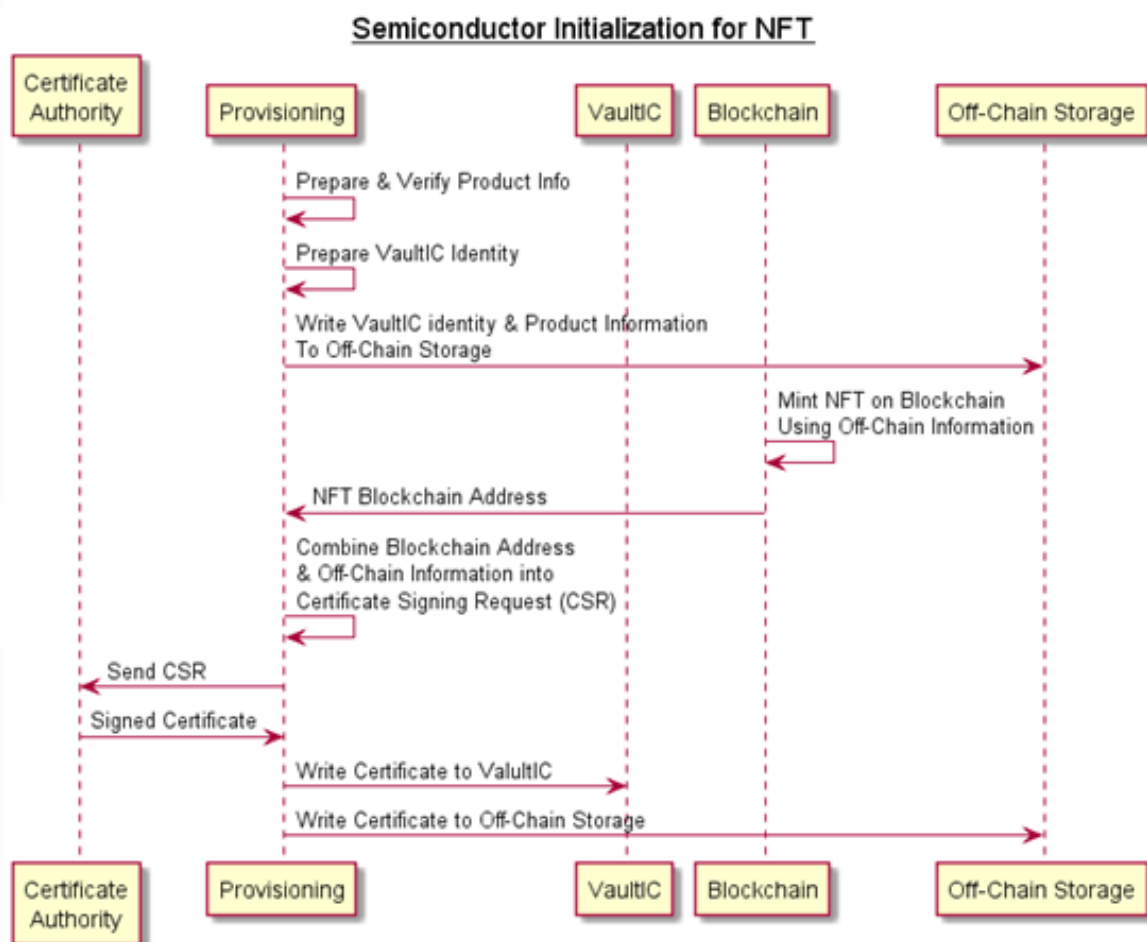 Semiconductor Initialization for NFT
Certificate
Authority
Provisioning
VaultIC
Blockchain
Off-Chain Storage
Prepare & Verify Product Info
Prepare VaultIC Identity
Write VaultIC identity & Product Information
To Off-Chain Storage
Mint NFT on Blockchain
Using Off-Chain Information
NFT Blockchain Address
Combine Blockchain Address
& Off-Chain Information into
Certificate Signing Request (CSR)
Send CSR
Signed Certificate
Write Certificate to ValultIC
Write Certificate to Off-Chain Storage
Certificate
Authority
Provisioning
VaultIC
Blockchain
Off-Chain Storage